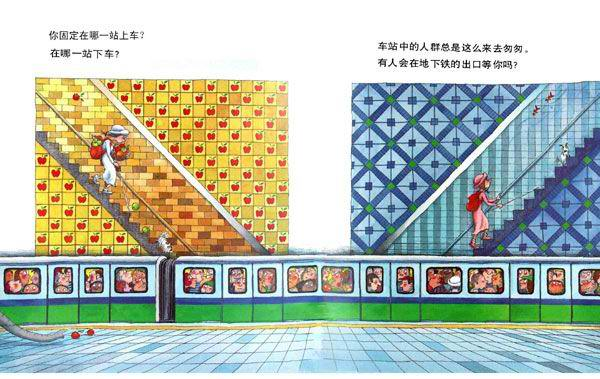 你固定在哪一站上车？
在哪一站下车？
车站中的人群总是这么来去匆匆。
有人会在地下铁的出口等你吗？